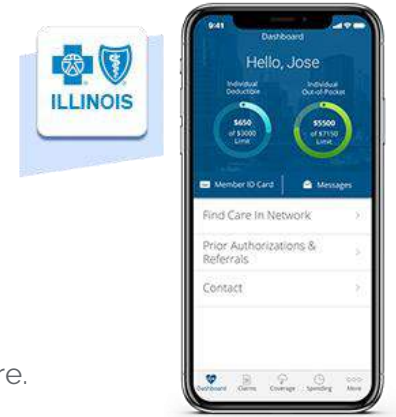 ILLINOIS
9:41
Dashboard
Hello, Jose
Individual
Deductible
Individual
Out-of-Pocket
$650
of $3000
Limit
$5500
of $7150
Limit
Member ID Card
Messages
Find Care In Network
Prior Authorizations &
Referrals
Contact
re.
Dashboard
Claims
Coverage
Spending
More